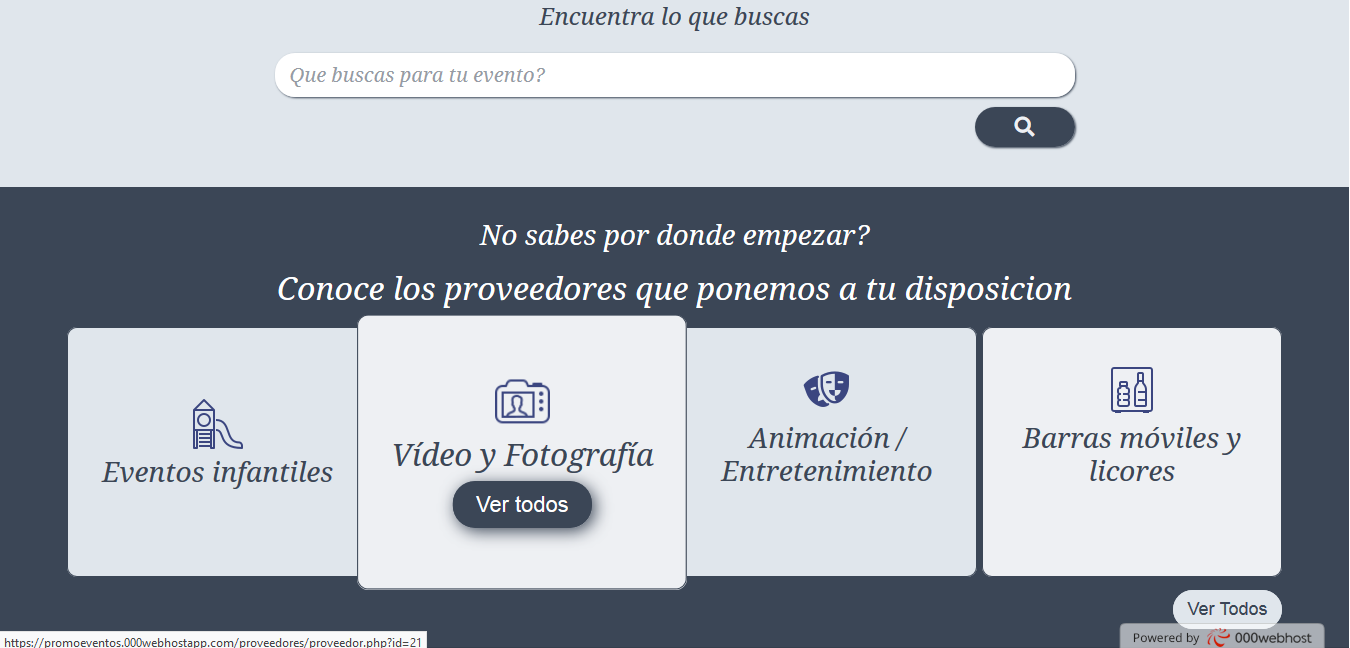 Encuentra lo que buscas
Que buscas para tu evento?
No sabes por donde empezar?
Conoce los proveedores que ponemos a tu disposicion
Eventos infantiles
Vídeo y Fotografía
Ver todos
Animación /
Entretenimiento
Barras móviles y
licores
Ver Todos
https://promoeventos.000webhostapp.com/proveedores/proveedor.php?id=21
Powered by 000webhost